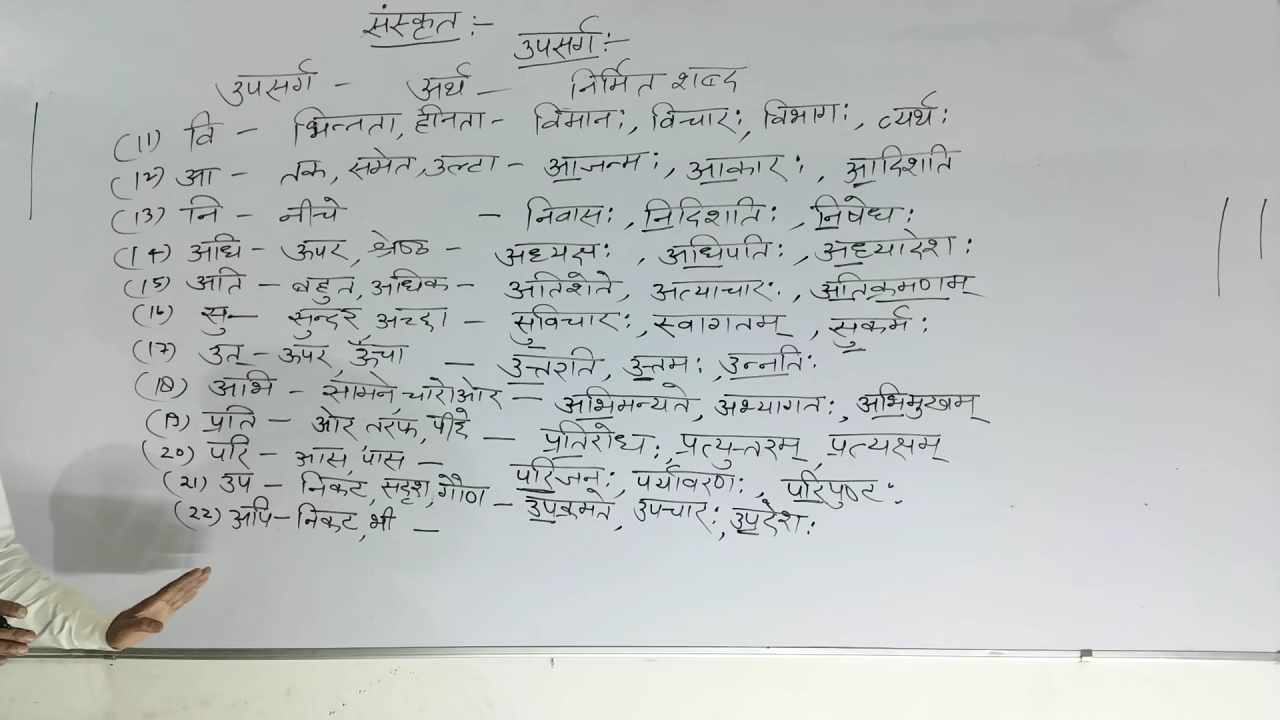 संस्कृत :-
उपसर्ग :-
उपसर्ग - अर्थ - निर्मित शब्द
(11) वि - भिन्नता, हीनता - विमानः, विचारः, विभागः, व्यर्थः
(12) आ - तक, समेत, उल्टा - आजन्मः, आकारः, आदिशति
(13) नि - नीचे - निवासः, निदिशतिः, निषेधः
(14) अधि - ऊपर, श्रेष्ठ - अध्यक्षः, अधिपतिः, अध्यादेशः
(15) अति - बहुत, अधिक - अतिशेते, अत्याचारः, अतिक्रमणम्
(16) सु - सुन्दर, अच्छा - सुविचारः, स्वागतम्, सुकर्मः
(17) उत् - ऊपर, ऊँचा - उत्तरति, उत्तमः, उन्नतिः
(18) अभि - सामने चारोओर - अभिमन्यते, अभ्यागतः, अभिमुखम्
(19) प्रति - ओर, तरफ, पीछे - प्रतिरोधः, प्रत्युत्तरम्, प्रत्यक्षम्
(20) परि - आस, पास - परिजनः, पर्यावरणः, परिपुष्टः
(21) उप - निकट, सदृश, गौण - उपक्रमते, उपचारः, उपदेशः
(22) अपि - निकट, भी -